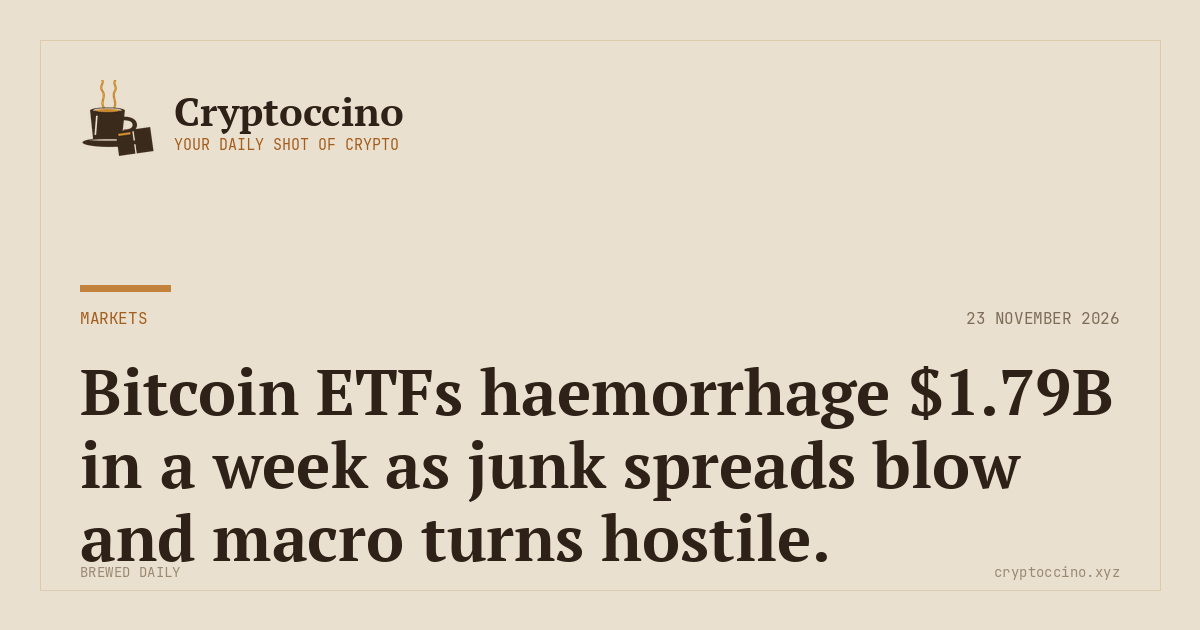 Cryptoccino
YOUR DAILY SHOT OF CRYPTO
MARKETS
23 NOVEMBER 2026
Bitcoin ETFs haemorrhage $1.79B
in a week as junk spreads blow
and macro turns hostile.
BREWED DAILY
cryptoccino.xyz